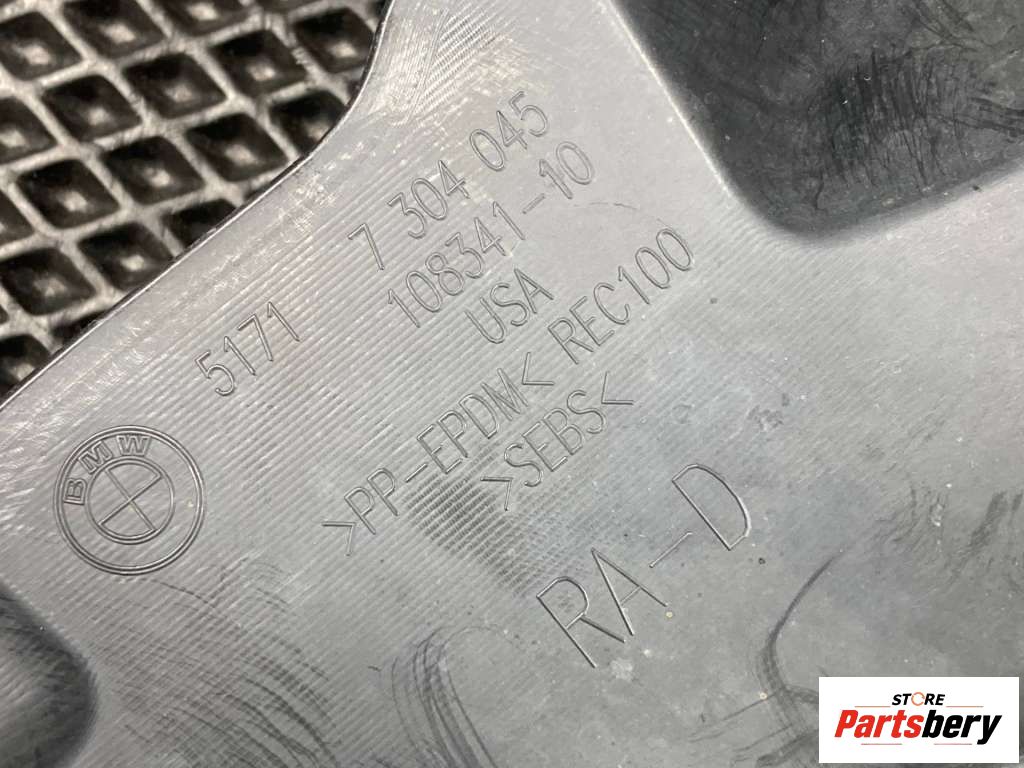 5171 7 304 045
108341-10
USA
>PP-EPDM< REC100
>SEBS<
RA-D
BMW
STORE
Partsbery